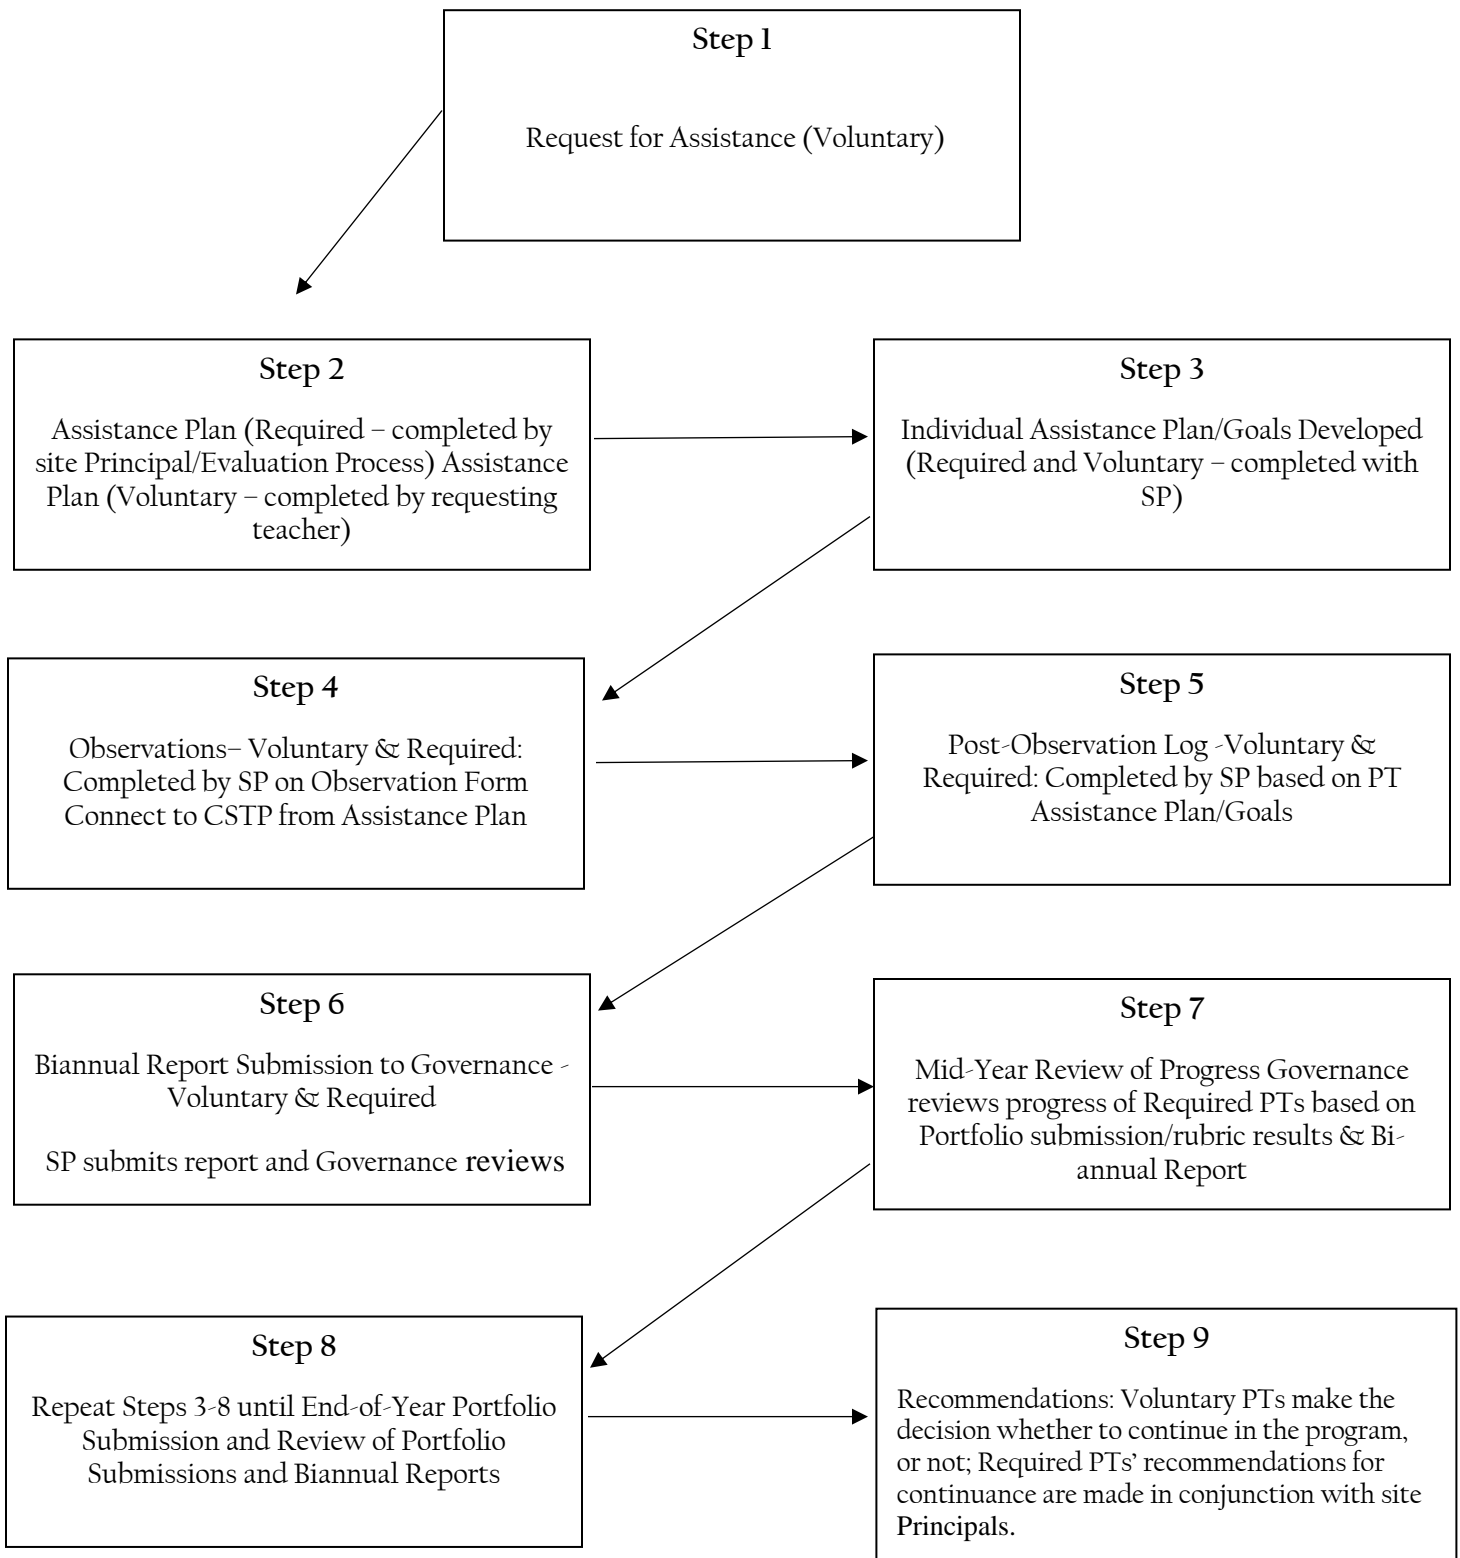 Step 1
Request for Assistance (Voluntary)
Step 2
Assistance Plan (Required – completed by
site Principal/Evaluation Process) Assistance
Plan (Voluntary – completed by requesting
teacher)
Step 3
Individual Assistance Plan/Goals Developed
(Required and Voluntary – completed with
SP)
Step 4
Observations– Voluntary & Required:
Completed by SP on Observation Form
Connect to CSTP from Assistance Plan
Step 5
Post-Observation Log -Voluntary &
Required: Completed by SP based on PT
Assistance Plan/Goals
Step 6
Biannual Report Submission to Governance -
Voluntary & Required
SP submits report and Governance reviews
Step 7
Mid-Year Review of Progress Governance
reviews progress of Required PTs based on
Portfolio submission/rubric results & Bi-
annual Report
Step 8
Repeat Steps 3-8 until End-of-Year Portfolio
Submission and Review of Portfolio
Submissions and Biannual Reports
Step 9
Recommendations: Voluntary PTs make the
decision whether to continue in the program,
or not; Required PTs' recommendations for
continuance are made in conjunction with site
Principals.